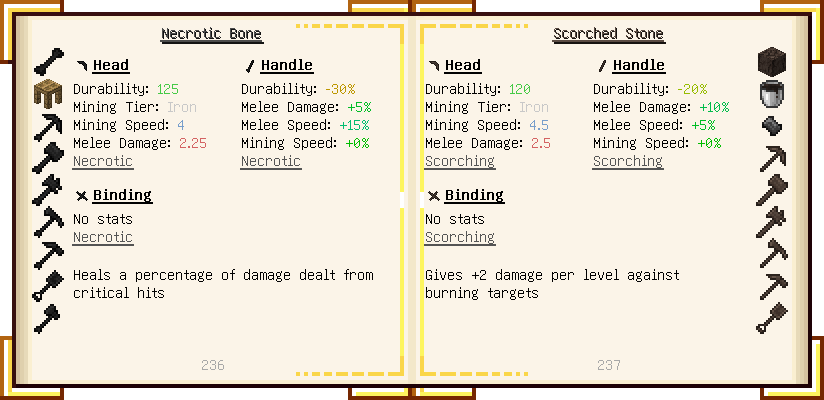 Necrotic Bone
Head
Durability: 125
Mining Tier: Iron
Mining Speed: 4
Melee Damage: 2.25
Necrotic
Handle
Durability: -30%
Melee Damage: +5%
Melee Speed: +15%
Mining Speed: +0%
Necrotic
Binding
No stats
Necrotic
Heals a percentage of damage dealt from
critical hits
236
Scorched Stone
Head
Durability: 120
Mining Tier: Iron
Mining Speed: 4.5
Melee Damage: 2.5
Scorching
Handle
Durability: -20%
Melee Damage: +10%
Melee Speed: +5%
Mining Speed: +0%
Scorching
Binding
No stats
Scorching
Gives +2 damage per level against
burning targets
237